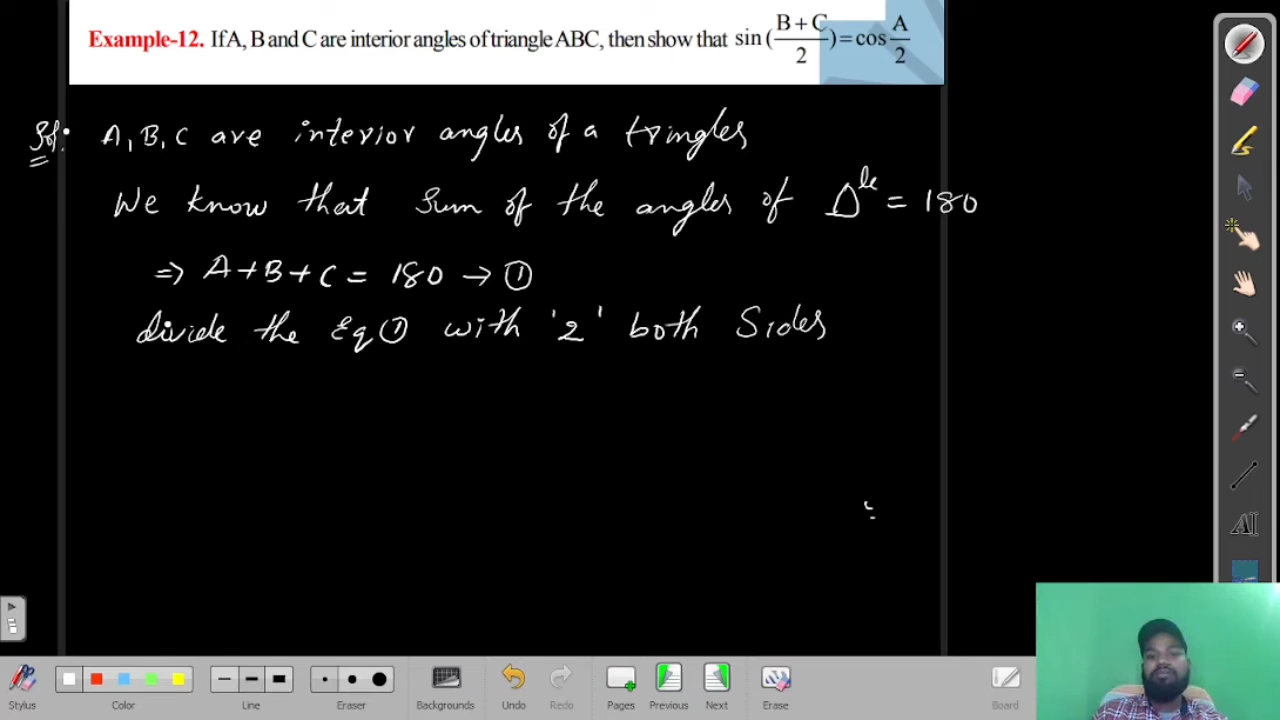 Example-12. If A, B and C are interior angles of triangle ABC, then show that sin (B + C / 2) = cos A / 2
Sol: A, B, C are interior angles of a tringles
We know that Sum of the angles of Δle = 180
⇒ A + B + C = 180 → ①
divide the Eq ① with '2' both Sides
Stylus
Color
Line
Eraser
Backgrounds
Undo
Redo
Pages
Previous
Next
Erase
Board